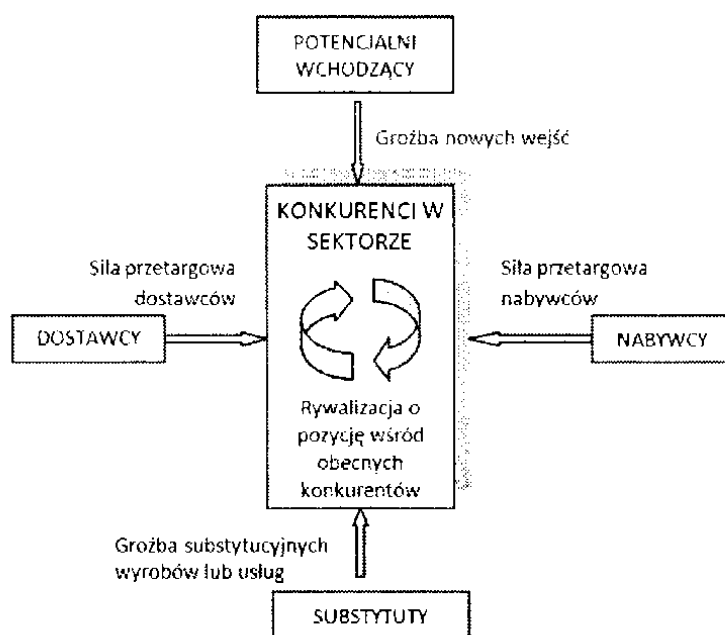 POTENCJALNI
WCHODZĄCY
Groźba nowych wejść
KONKURENCI W
SEKTORZE
Siła przetargowa
dostawców
DOSTAWCY
Siła przetargowa
nabywców
NABYWCY
Rywalizacja o
pozycję wśród
obecnych
konkurentów
Groźba substytucyjnych
wyrobów lub usług
SUBSTYTUTY